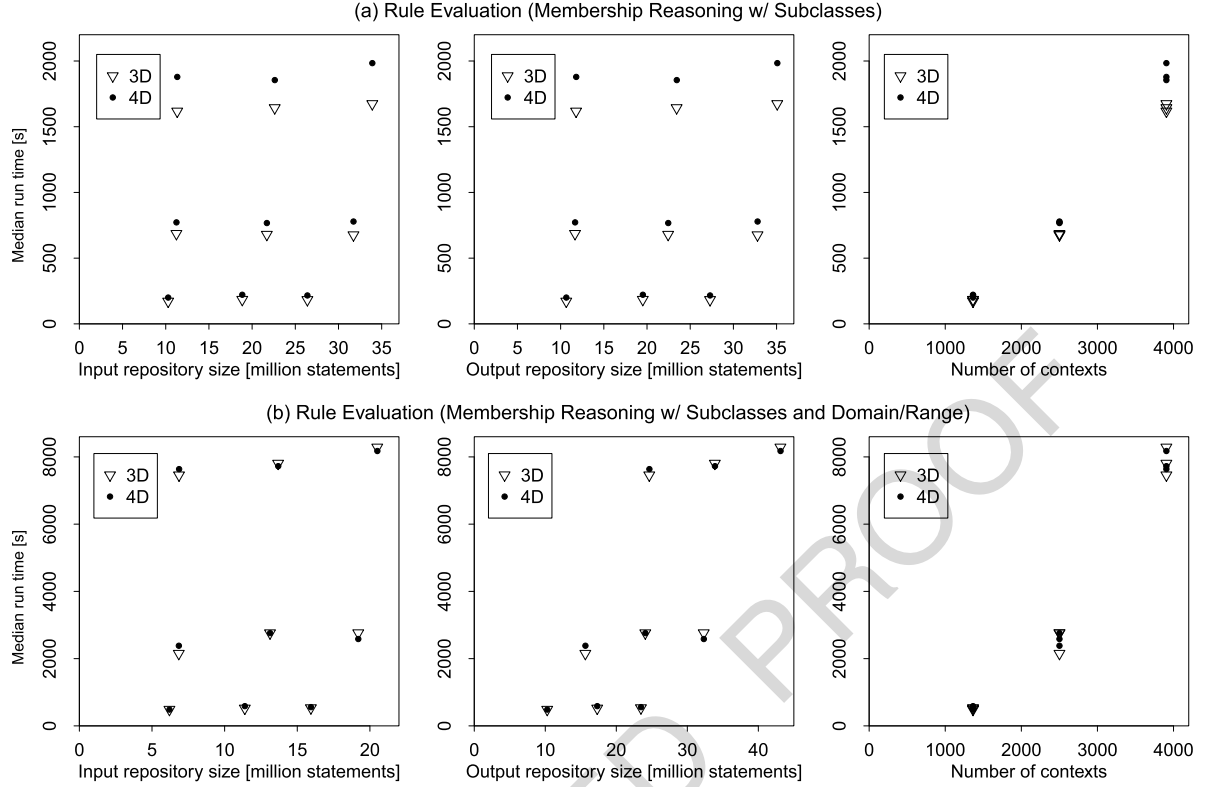 (a) Rule Evaluation (Membership Reasoning w/ Subclasses)
Median run time [s]
0 500 1000 1500 2000
3D
4D
0 5 10 15 20 25 30 35
Input repository size [million statements]
0 500 1000 1500 2000
3D
4D
0 5 10 15 20 25 30 35
Output repository size [million statements]
0 500 1000 1500 2000
3D
4D
0 1000 2000 3000 4000
Number of contexts
(b) Rule Evaluation (Membership Reasoning w/ Subclasses and Domain/Range)
Median run time [s]
0 2000 4000 6000 8000
3D
4D
0 5 10 15 20
Input repository size [million statements]
0 2000 4000 6000 8000
3D
4D
0 10 20 30 40
Output repository size [million statements]
0 2000 4000 6000 8000
3D
4D
0 1000 2000 3000 4000
Number of contexts
PROOF